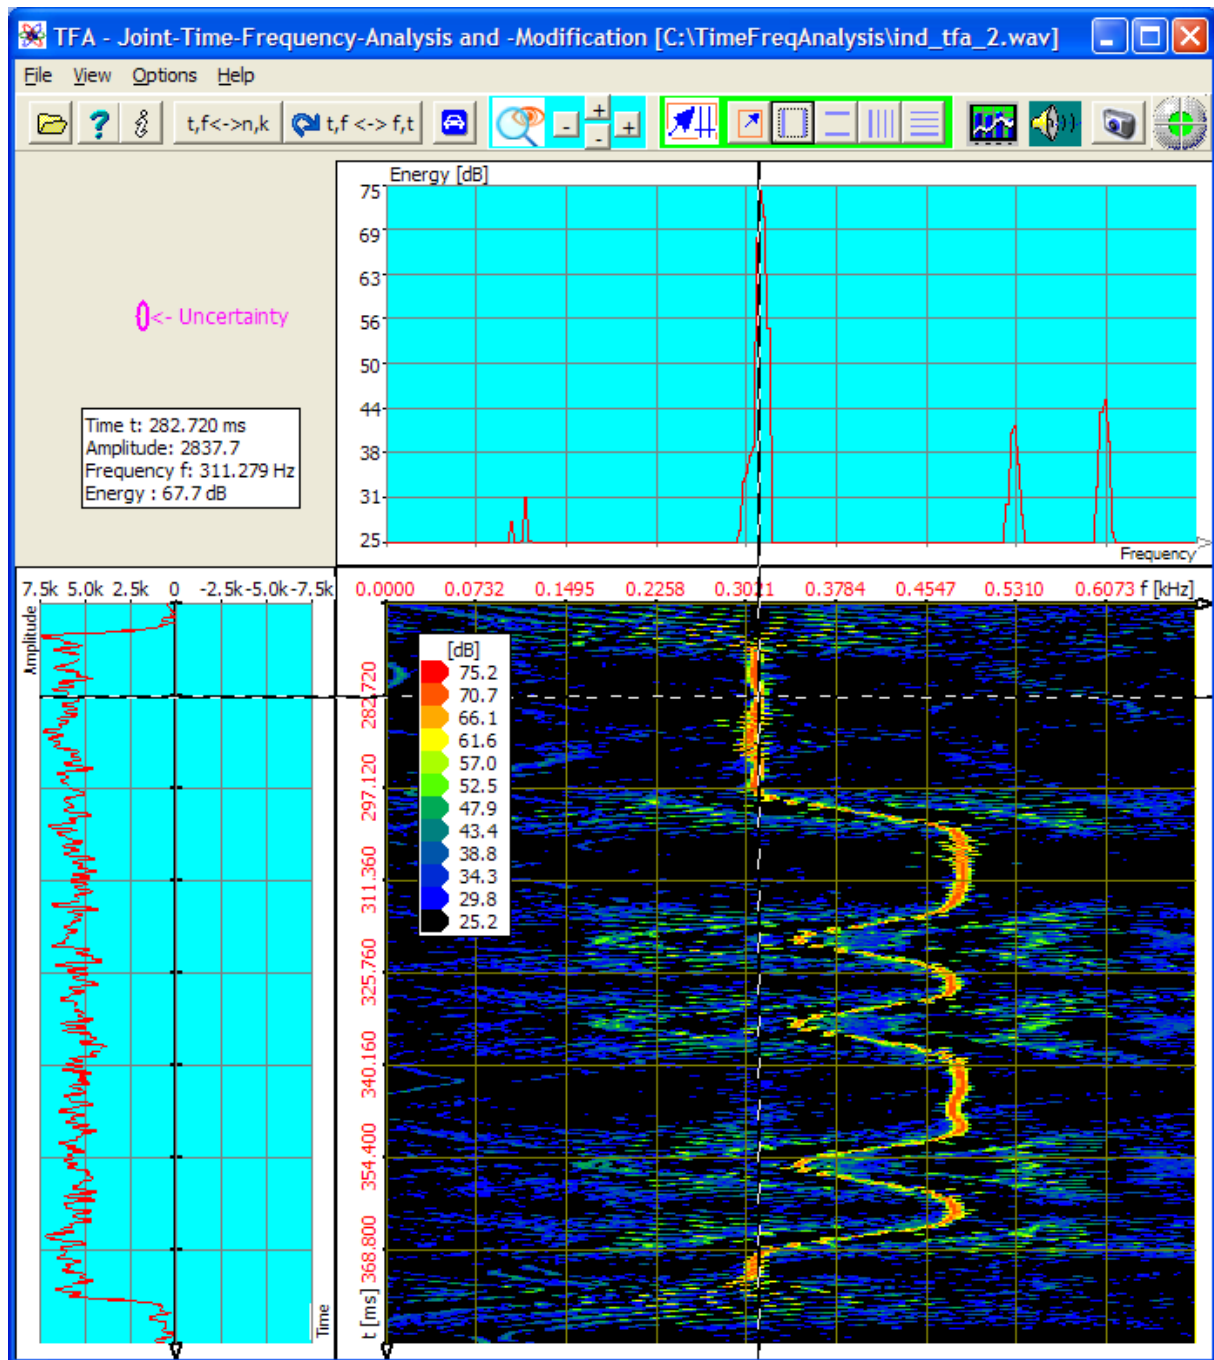 TFA - Joint-Time-Frequency-Analysis and -Modification [C:\TimeFreqAnalysis\ind_tfa_2.wav]
File View Options Help
t,f<->n,k t,f <-> f,t - + - +
Energy [dB]
75
69
63
56
50
44
38
31
25
Frequency
<- Uncertainty
Time t: 282.720 ms
Amplitude: 2837.7
Frequency f: 311.279 Hz
Energy : 67.7 dB
7.5k 5.0k 2.5k 0 -2.5k -5.0k -7.5k
Amplitude
Time
0.0000 0.0732 0.1495 0.2258 0.3021 0.3784 0.4547 0.5310 0.6073 f [kHz]
[dB]
75.2
70.7
66.1
61.6
57.0
52.5
47.9
43.4
38.8
34.3
29.8
25.2
282.720
297.120
311.360
325.760
340.160
354.400
368.800
t [ms]